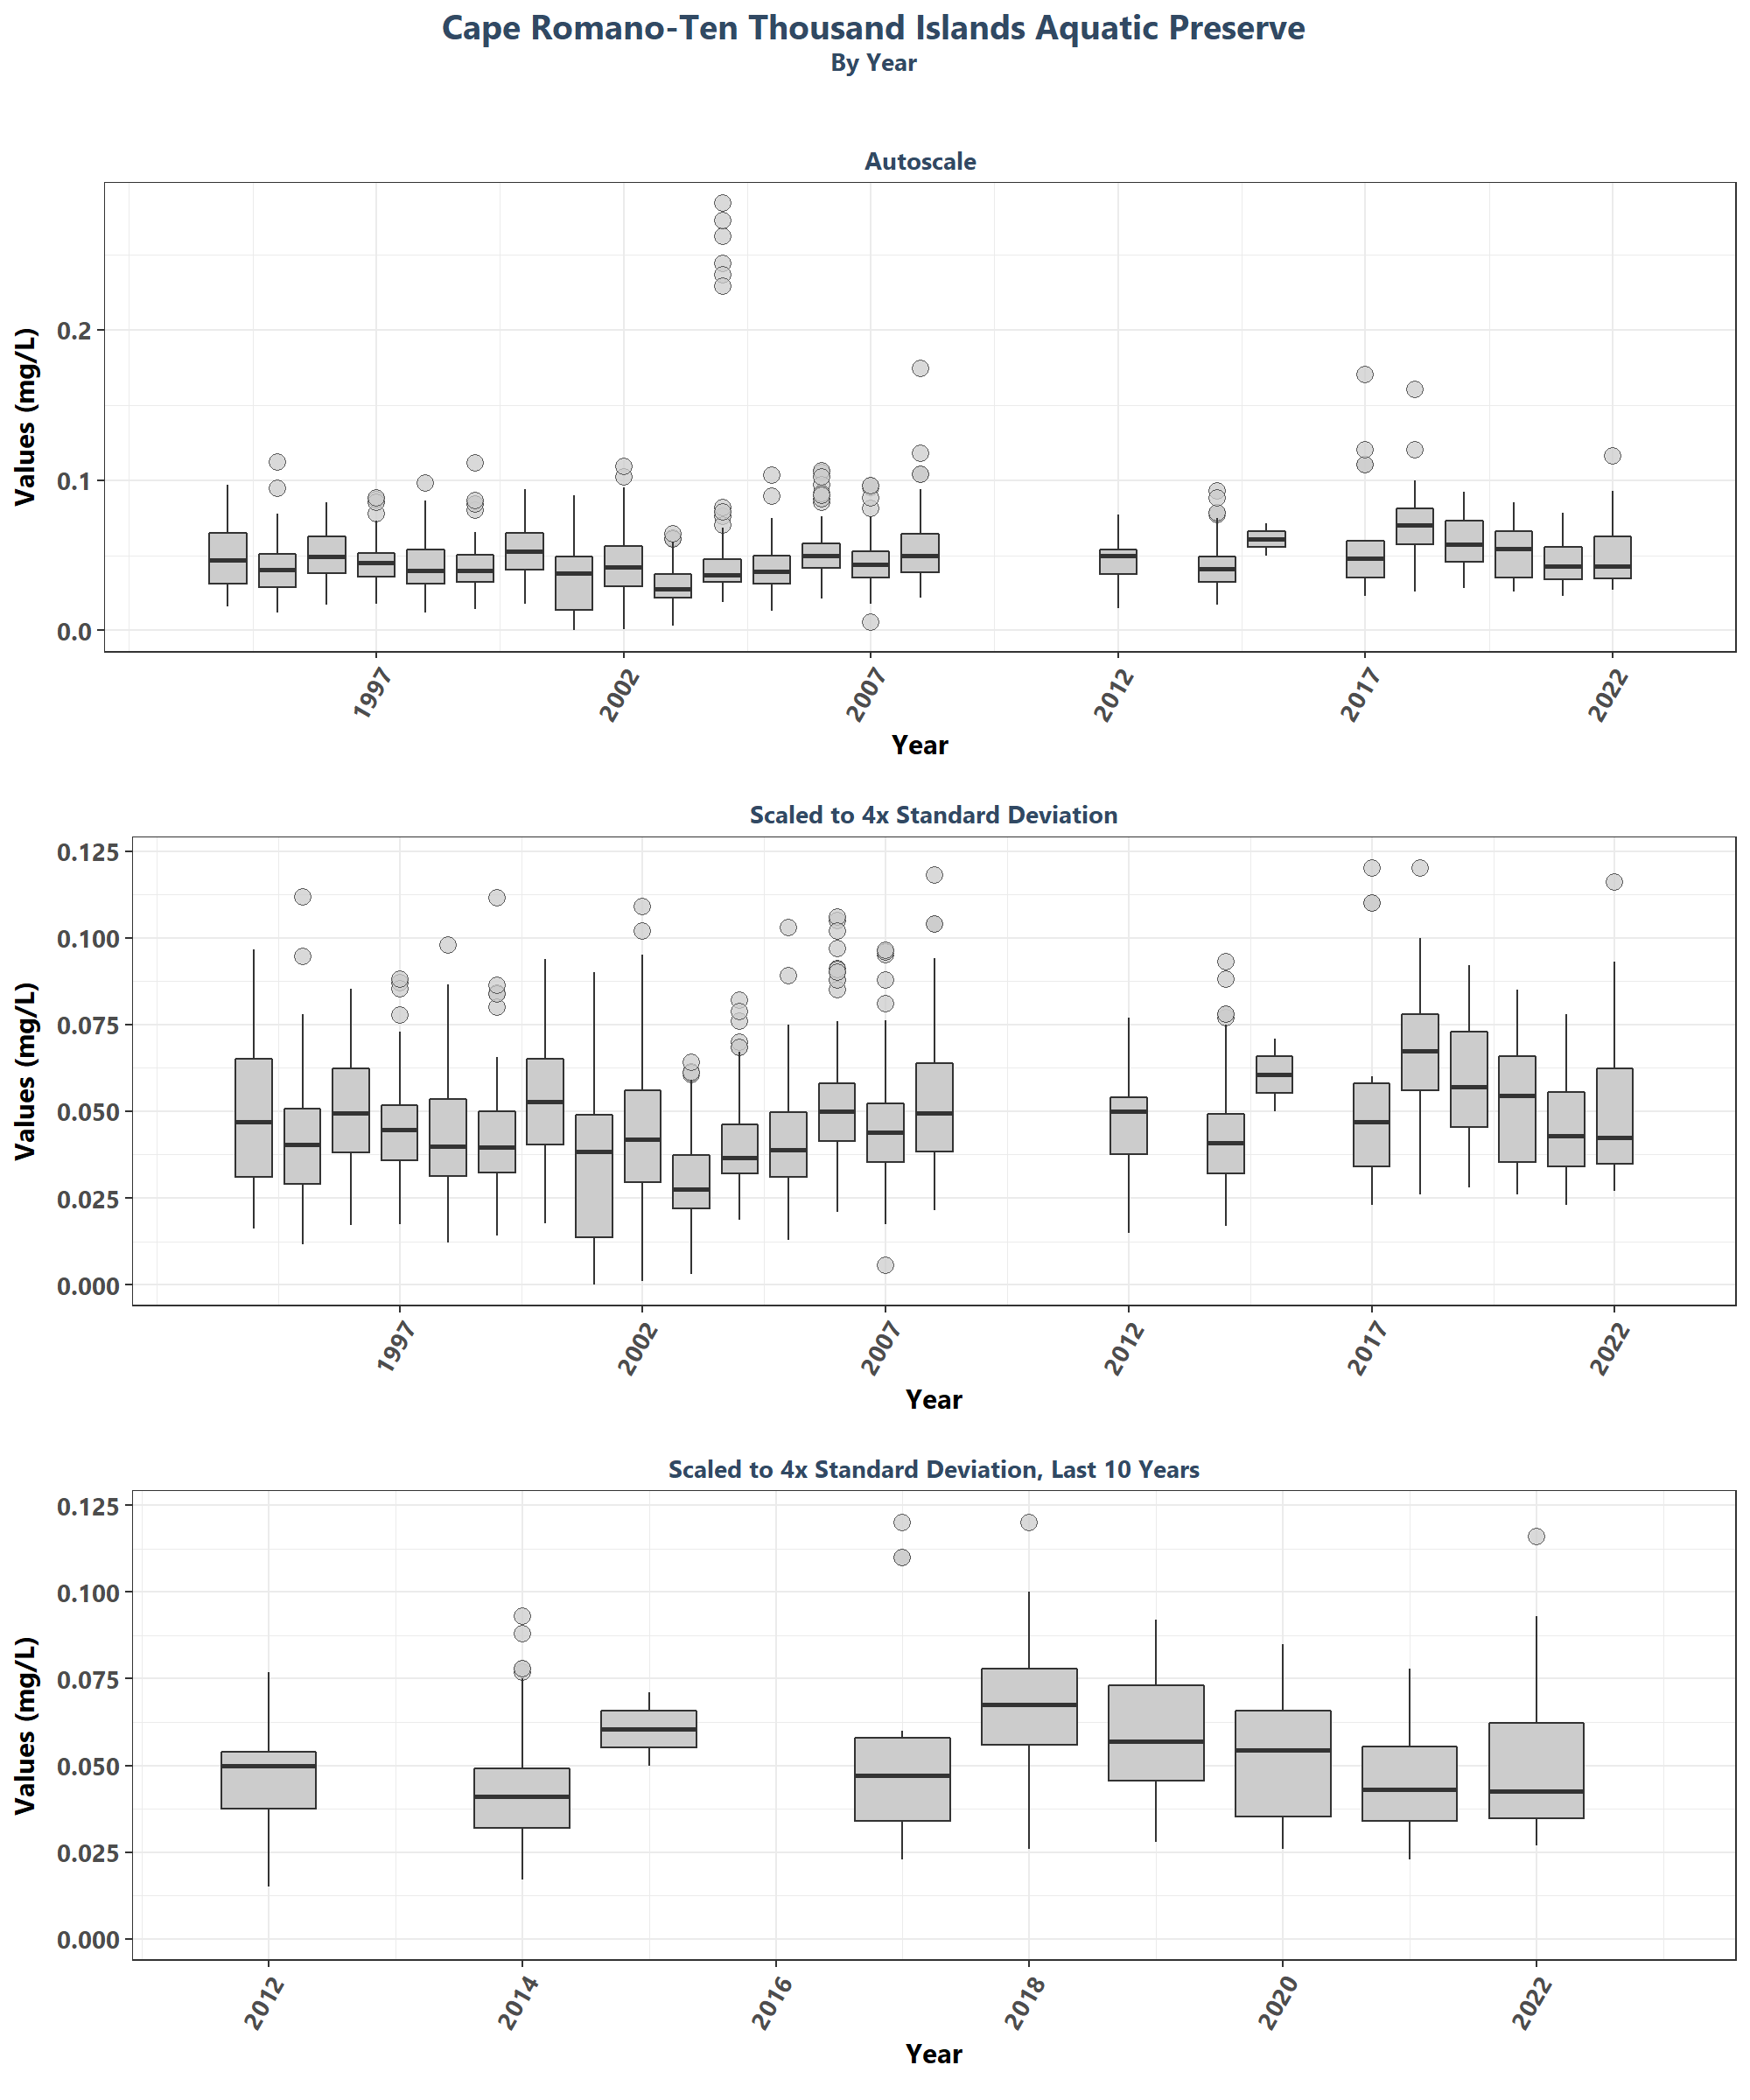 Cape Romano-Ten Thousand Islands Aquatic Preserve
By Year
Autoscale
Values (mg/L)
0.2
0.1
0.0
1997 2002 2007 2012 2017 2022
Year
Scaled to 4x Standard Deviation
Values (mg/L)
0.125
0.100
0.075
0.050
0.025
0.000
1997 2002 2007 2012 2017 2022
Year
Scaled to 4x Standard Deviation, Last 10 Years
Values (mg/L)
0.125
0.100
0.075
0.050
0.025
0.000
2012 2014 2016 2018 2020 2022
Year